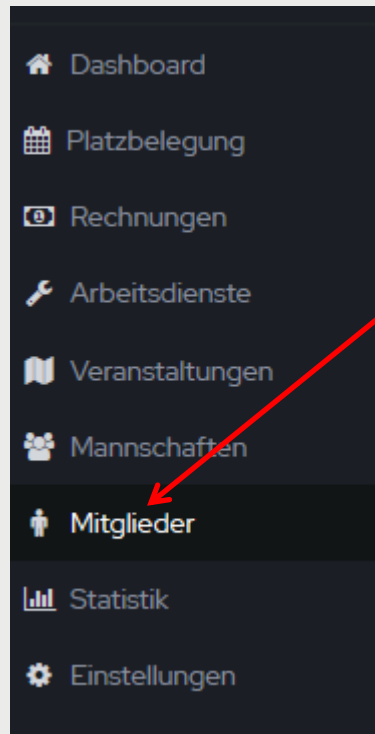 Dashboard
Platzbelegung
Rechnungen
Arbeitsdienste
Veranstaltungen
Mannschaften
Mitglieder
Statistik
Einstellungen